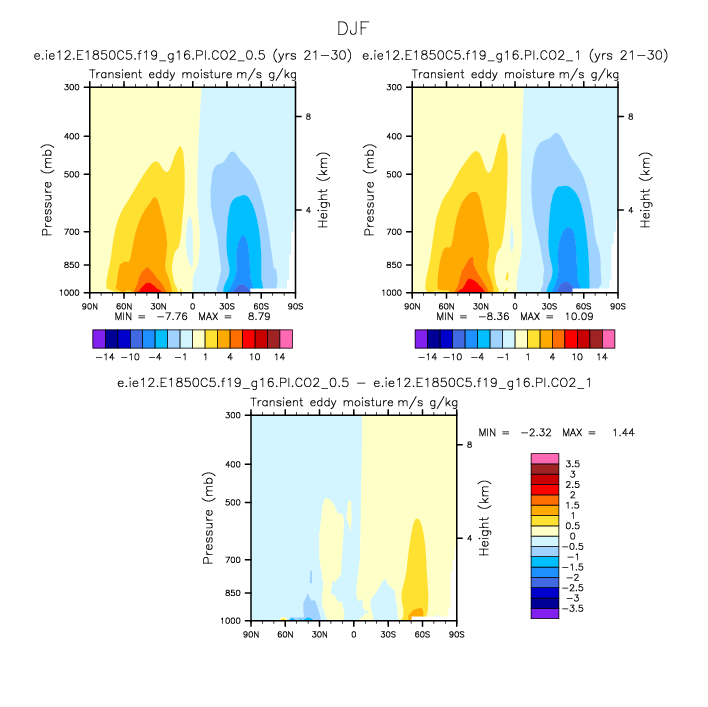 DJF
e.ie12.E1850C5.f19_g16.PI.CO2_0.5 (yrs 21-30) e.ie12.E1850C5.f19_g16.PI.CO2_1 (yrs 21-30)
Transient eddy moisture m/s g/kg Transient eddy moisture m/s g/kg
300 300
8 8
400 400
500 500
Pressure (mb) Height (km) Pressure (mb) Height (km)
4 4
700 700
850 850
1000 1000
90N 60N 30N 0 30S 60S 90S 90N 60N 30N 0 30S 60S 90S
MIN = -7.76 MAX = 8.79 MIN = -8.36 MAX = 10.09
-14 -10 -4 -1 1 4 10 14 -14 -10 -4 -1 1 4 10 14
e.ie12.E1850C5.f19_g16.PI.CO2_0.5 - e.ie12.E1850C5.f19_g16.PI.CO2_1
Transient eddy moisture m/s g/kg
300
MIN = -2.32 MAX = 1.44
8
400
500
Pressure (mb) Height (km)
4
700
850
1000
90N 60N 30N 0 30S 60S 90S
3.5
3
2.5
2
1.5
1
0.5
0
-0.5
-1
-1.5
-2
-2.5
-3
-3.5